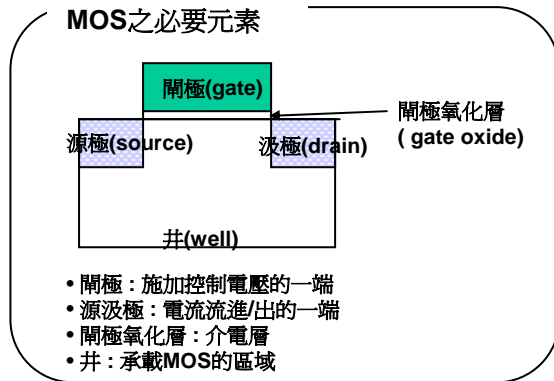 MOS之必要元素
閘極(gate)
閘極氧化層
( gate oxide)
源極(source)
汲極(drain)
井(well)
• 閘極：施加控制電壓的一端
• 源汲極：電流流進/出的一端
• 閘極氧化層：介電層
• 井：承載MOS的區域